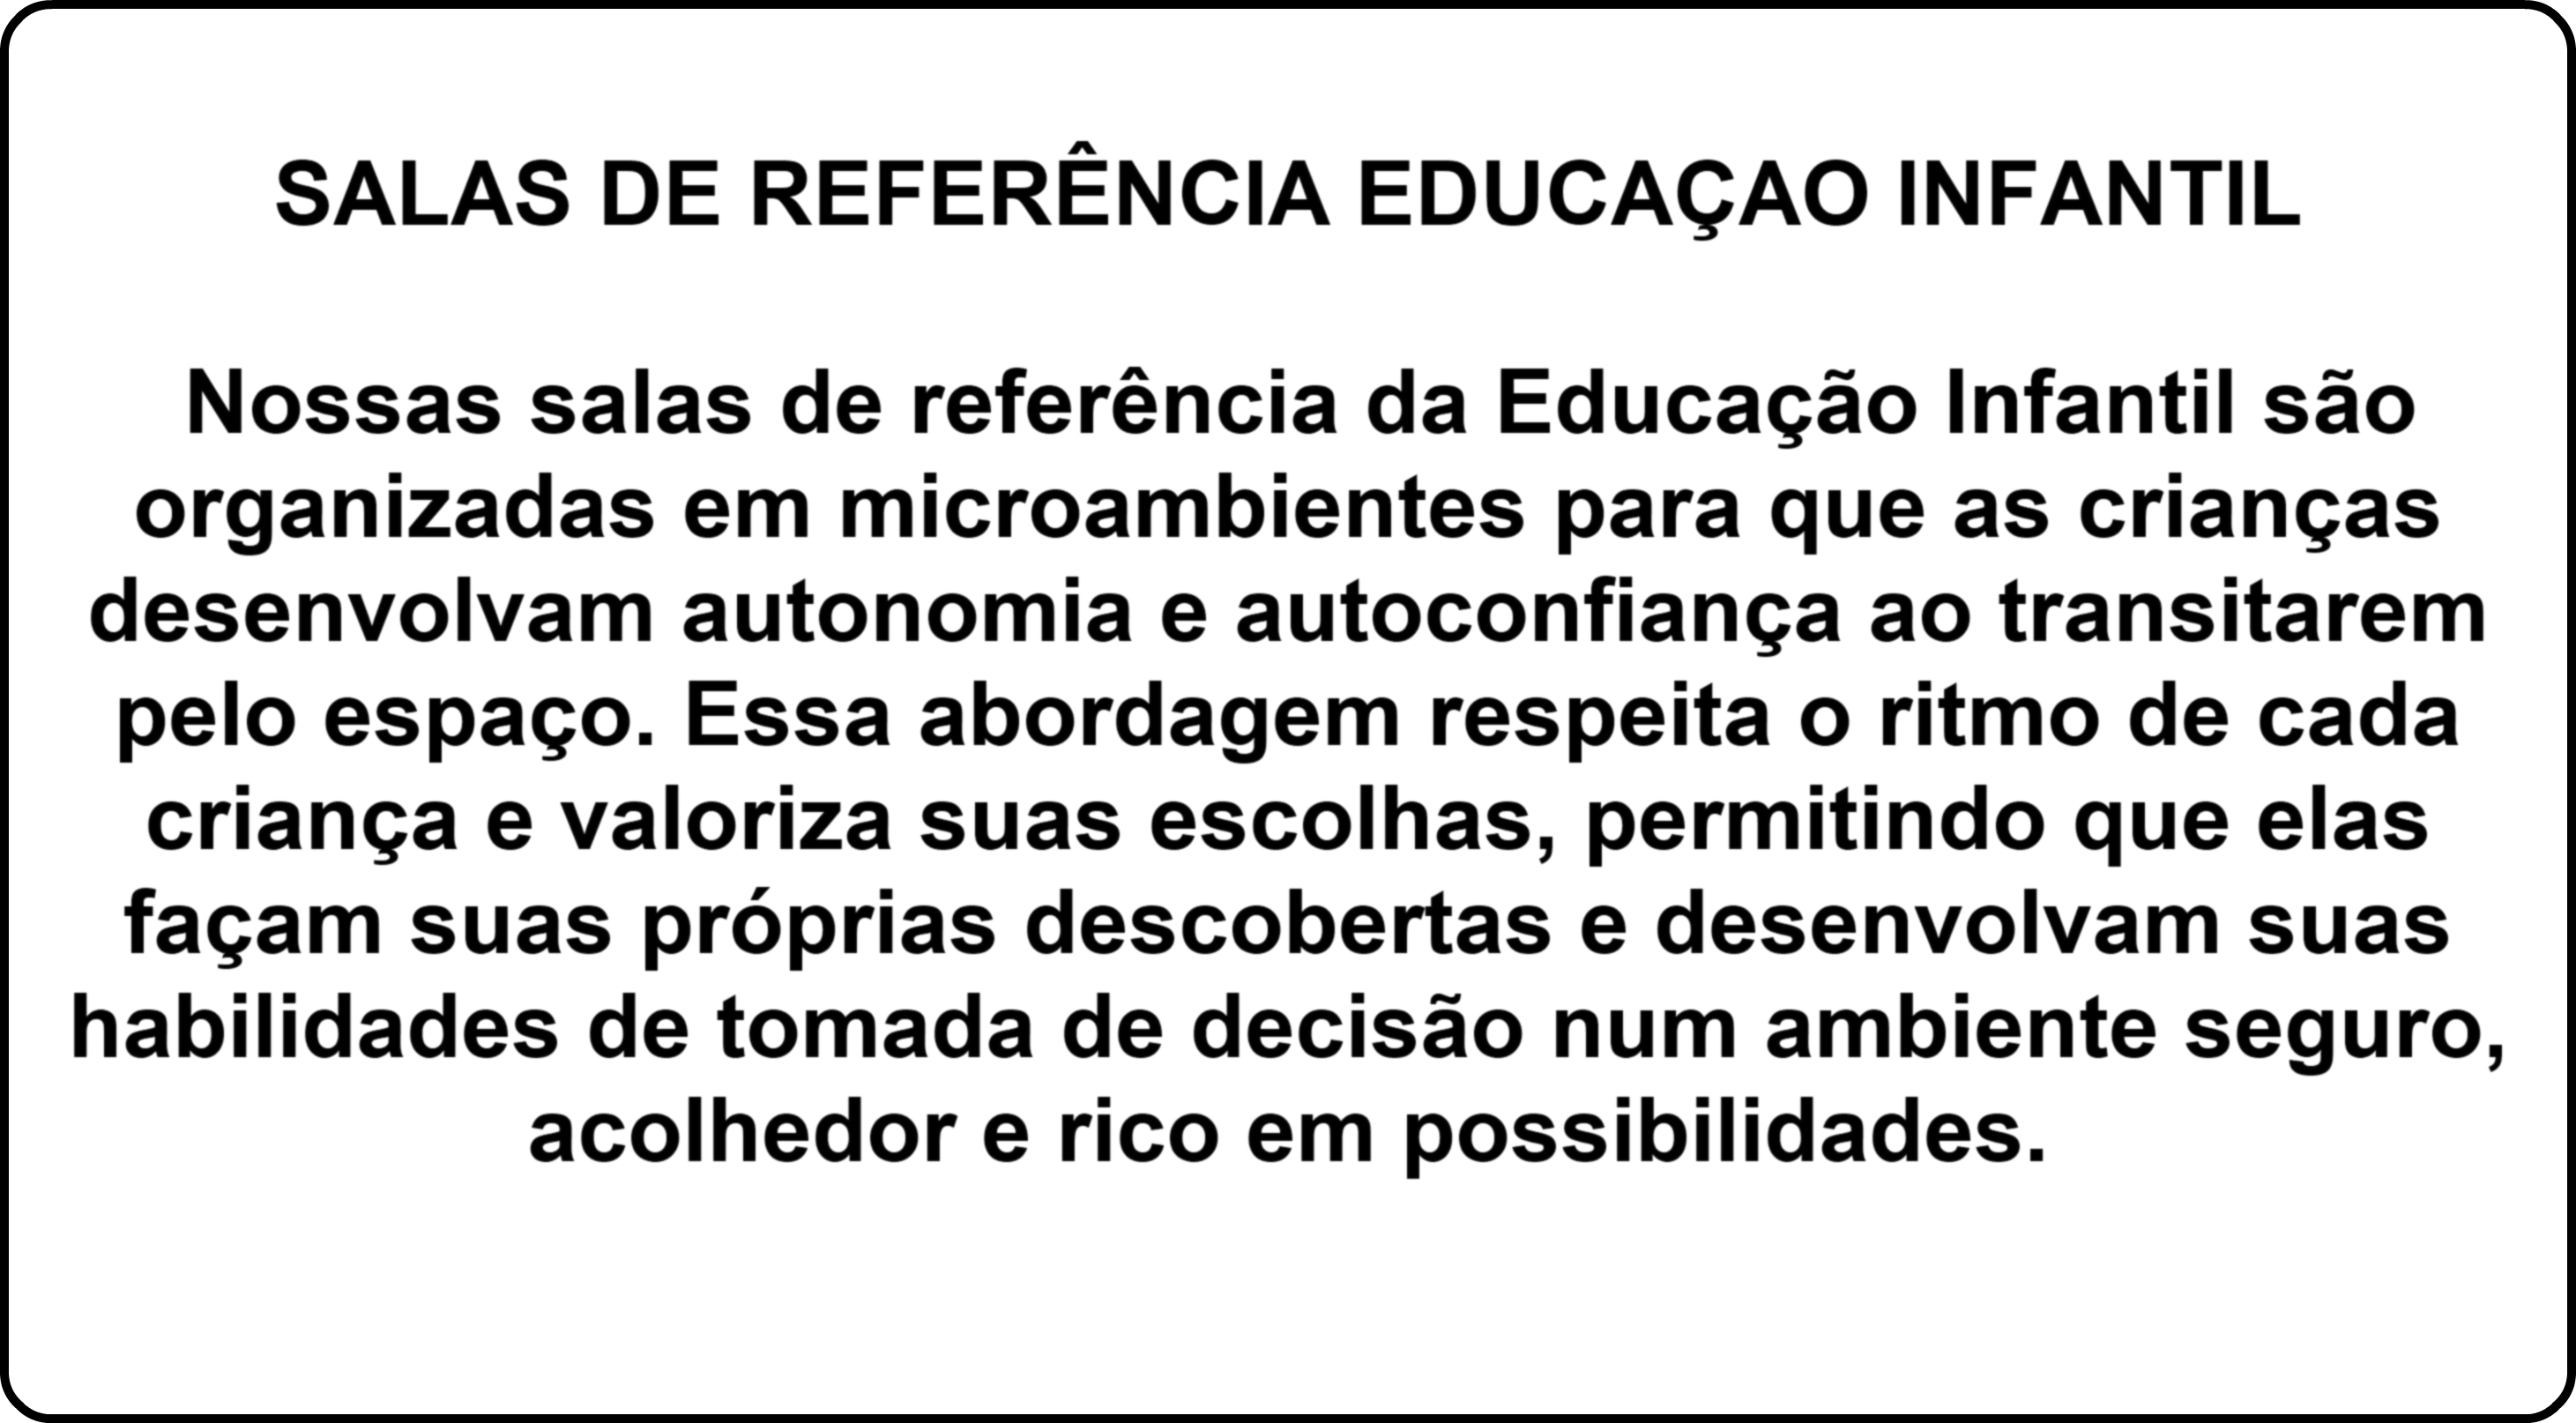 SALAS DE REFERÊNCIA EDUCAÇAO INFANTIL
Nossas salas de referência da Educação Infantil são
organizadas em microambientes para que as crianças
desenvolvam autonomia e autoconfiança ao transitarem
pelo espaço. Essa abordagem respeita o ritmo de cada
criança e valoriza suas escolhas, permitindo que elas
façam suas próprias descobertas e desenvolvam suas
habilidades de tomada de decisão num ambiente seguro,
acolhedor e rico em possibilidades.